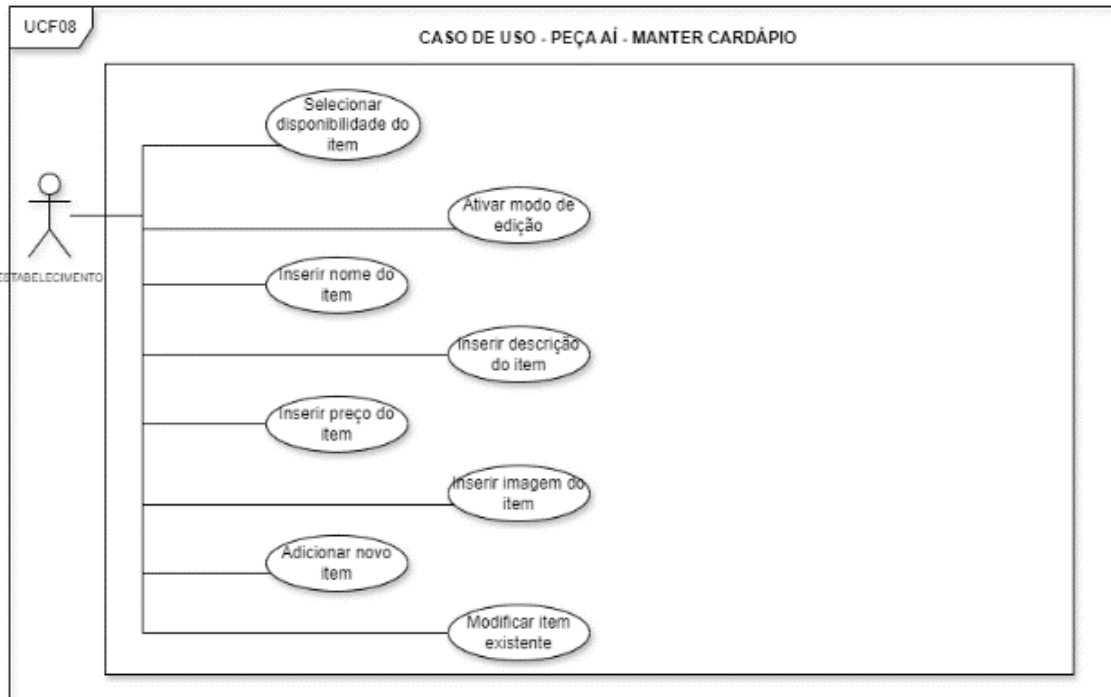 UCF08
CASO DE USO - PEÇA AÍ - MANTER CARDÁPIO
Selecionar
disponibilidade do
item
Ativar modo de
edição
ESTABELECIMENTO
Inserir nome do
item
Inserir descrição
do item
Inserir preço do
item
Inserir imagem do
item
Adicionar novo
item
Modificar item
existente